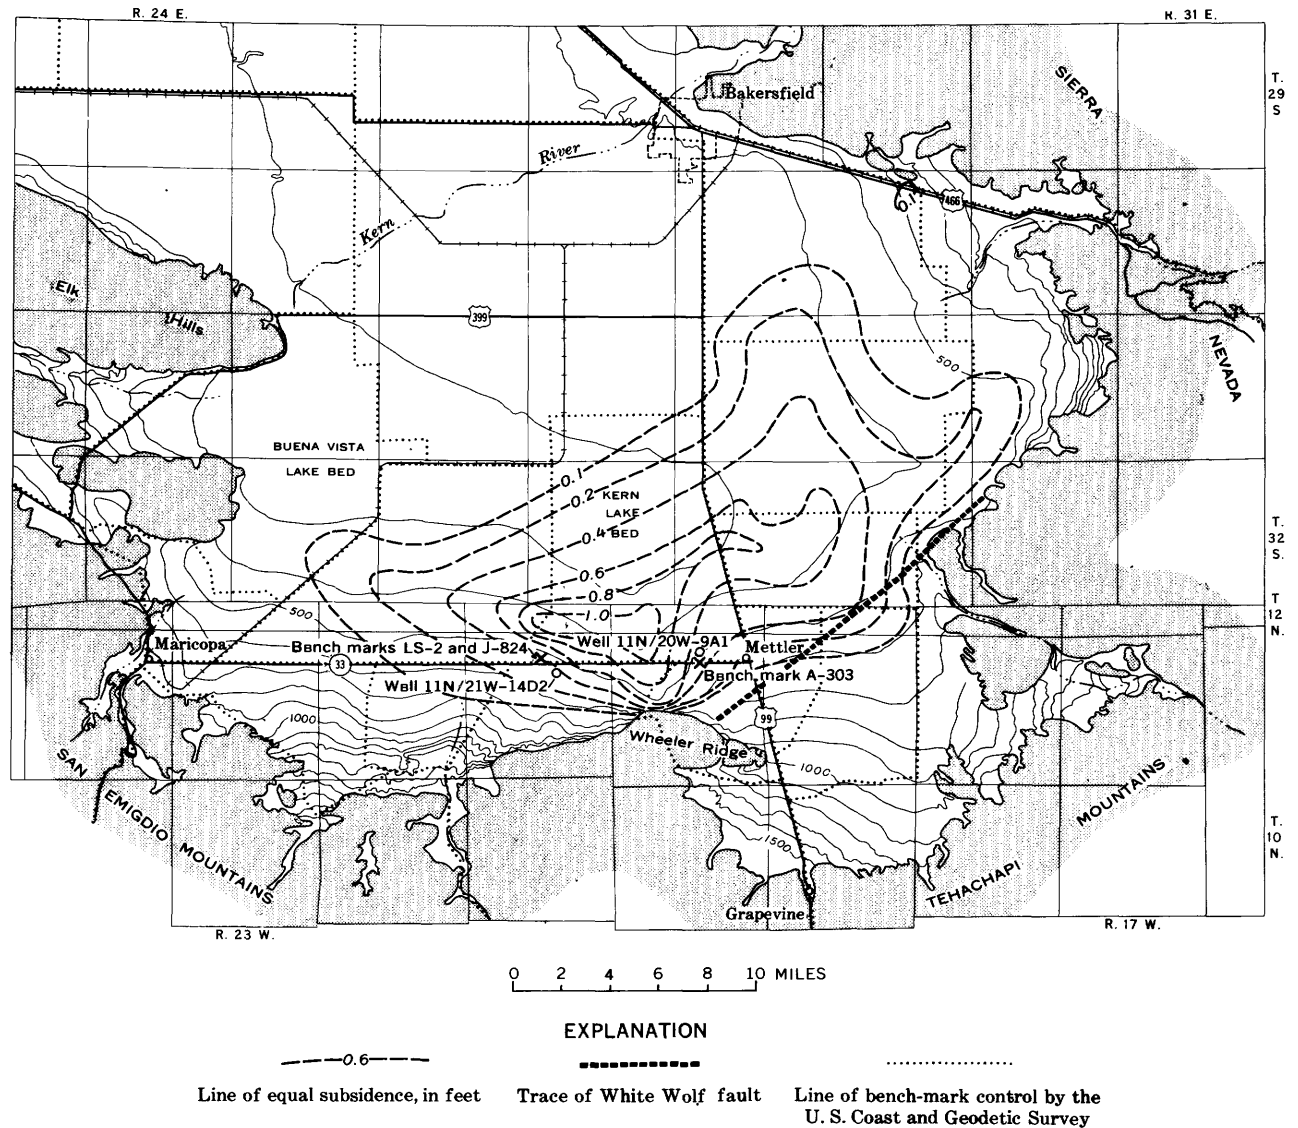 R. 24 E.
R. 31 E.
T.
29
S
SIERRA
Bakersfield
River
Kern
0.1
466
Elk
Hills
399
NEVADA
500
BUENA VISTA
LAKE BED
0.1
0.2
KERN
LAKE
0.4
BED
0.6
0.8
1.0
T.
32
S.
T
12
N.
500
Maricopa
Bench marks LS-2 and J-824
Well 11N/20W-9A1
Mettler
33
Well 11N/21W-14D2
Bench mark A-303
99
1000
Wheeler Ridge
1000
SAN
EMIGDIO MOUNTAINS
MOUNTAINS
TEHACHAPI
1500
T.
10
N.
Grapevine
R. 23 W.
R. 17 W.
0 2 4 6 8 10 MILES
EXPLANATION
0.6
Line of equal subsidence, in feet
Trace of White Wolf fault
Line of bench-mark control by the
U. S. Coast and Geodetic Survey